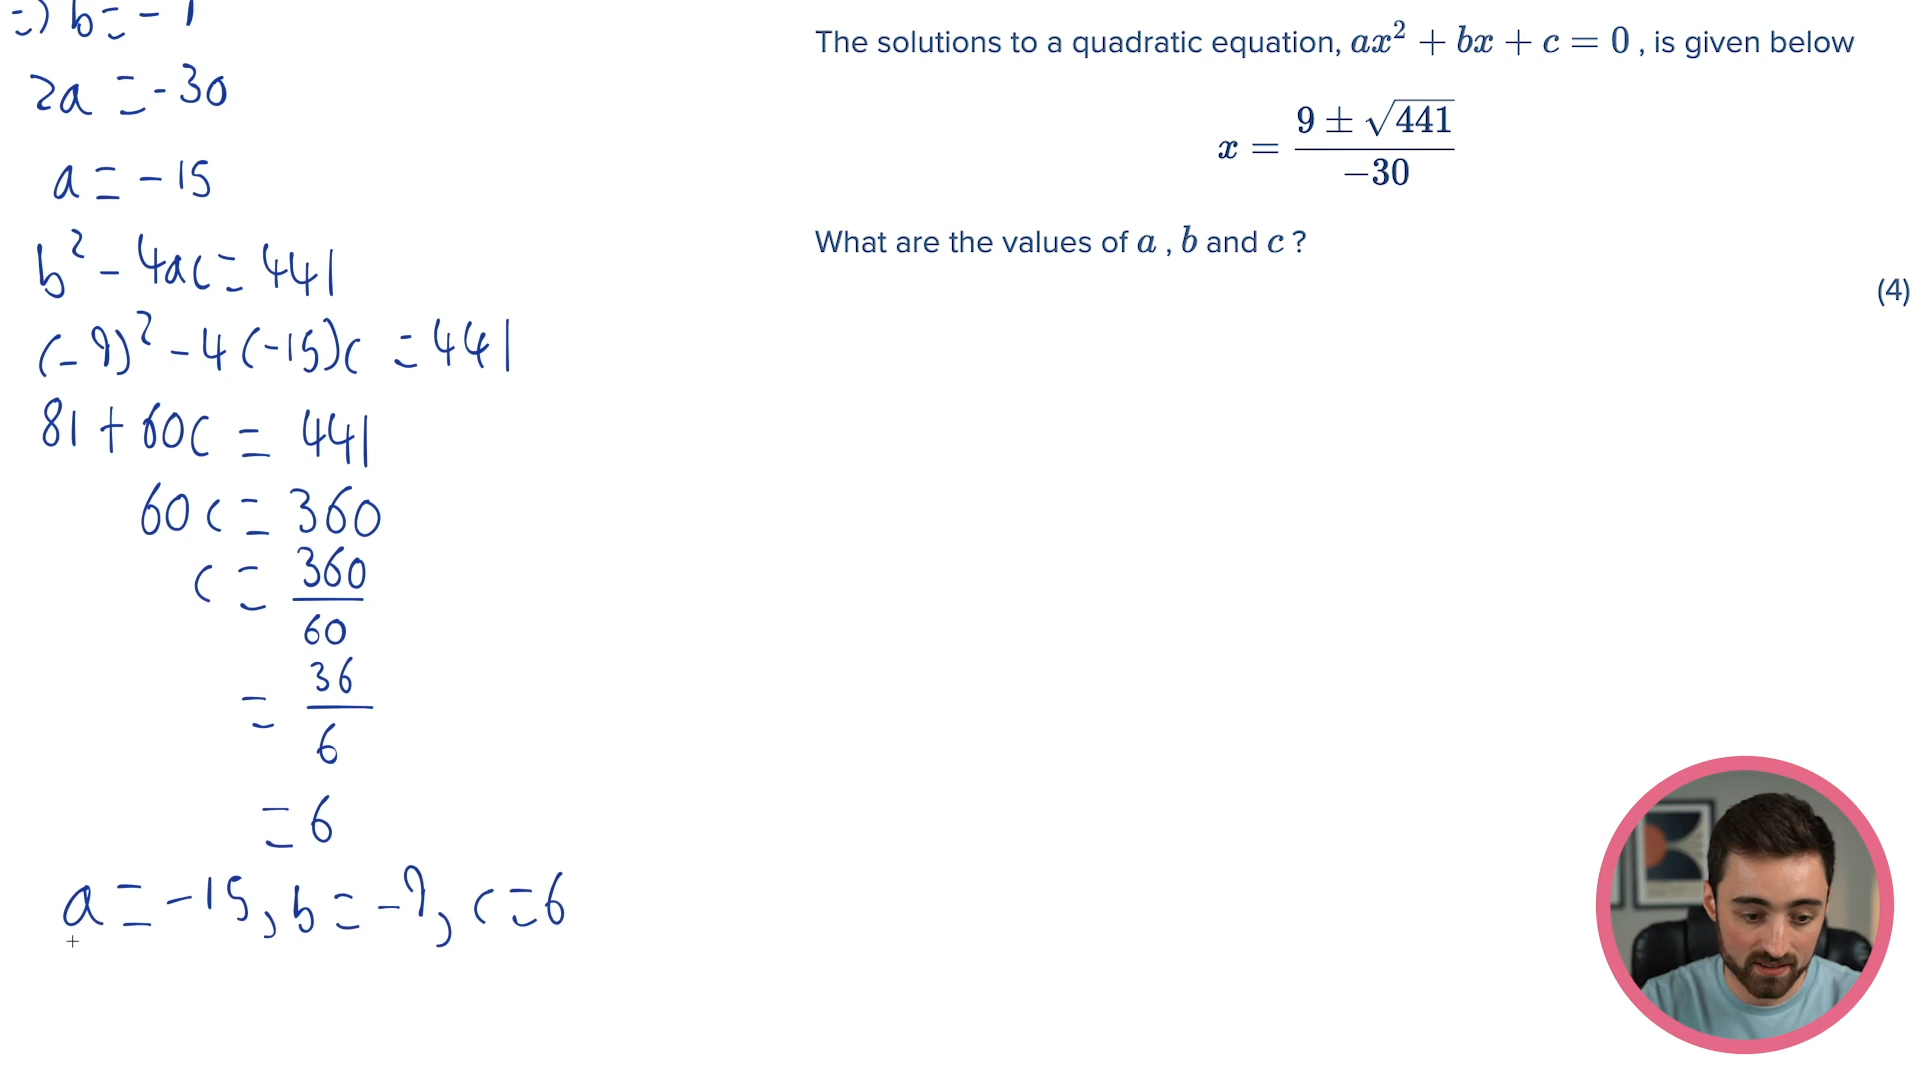 => b = -9
2a = -30
a = -15
b² - 4ac = 441
(-9)² - 4(-15)c = 441
81 + 60c = 441
60c = 360
c = 360/60
= 36/6
= 6
a = -15, b = -9, c = 6
The solutions to a quadratic equation, ax² + bx + c = 0 , is given below
x = (9 ± √441)/(-30)
What are the values of a , b and c ?
(4)